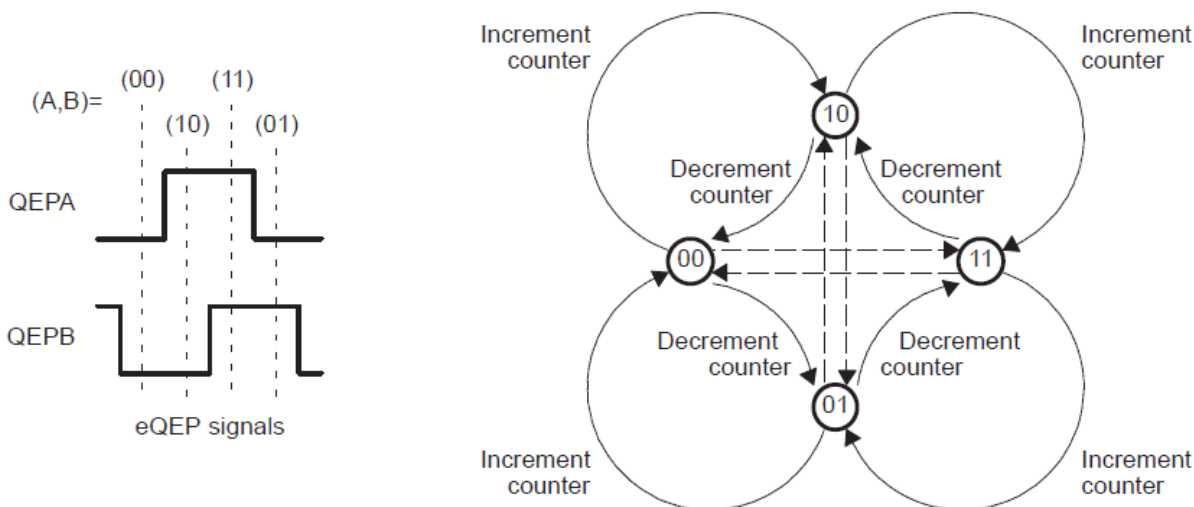 (00)
(11)
(A,B)=
(10)
(01)
QEPA
QEPB
eQEP signals
Increment
counter
Increment
counter
10
Decrement
counter
Decrement
counter
00
11
Decrement
counter
Decrement
counter
01
Increment
counter
Increment
counter